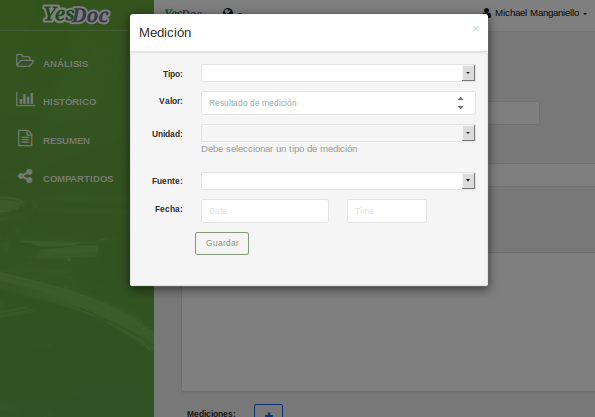 YesDoc
YesDoc
Michael Manganiello
Medición
×
ANÁLISIS
HISTÓRICO
RESUMEN
COMPARTIDOS
Tipo:
Valor:
Resultado de medición
Unidad:
Debe seleccionar un tipo de medición
Fuente:
Fecha:
Date
Time
Guardar
Mediciones:
+